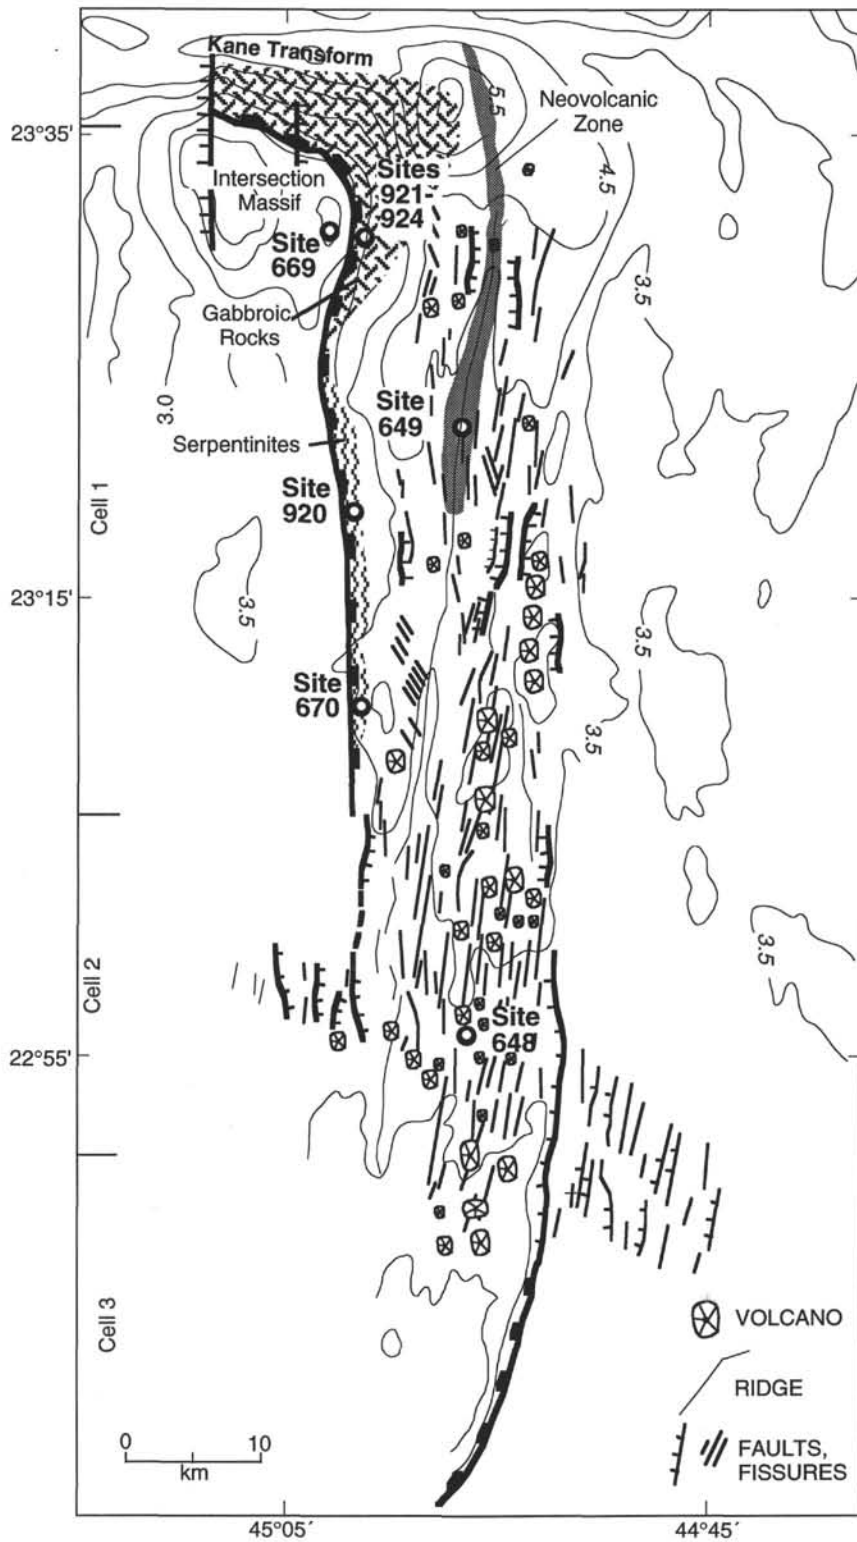 Kane Transform
5.5
Neovolcanic
Zone
23°35'
Sites
921-
924
4.5
Intersection
Massif
Site
669
3.5
Gabbroic
Rocks
3.0
Site
649
Serpentinites
Site
920
Cell 1
23°15'
3.5
3.5
Site
670
3.5
3.5
Cell 2
Site
648
22°55'
Cell 3
VOLCANO
RIDGE
0 10
km
FAULTS,
FISSURES
45°05'
44°45'